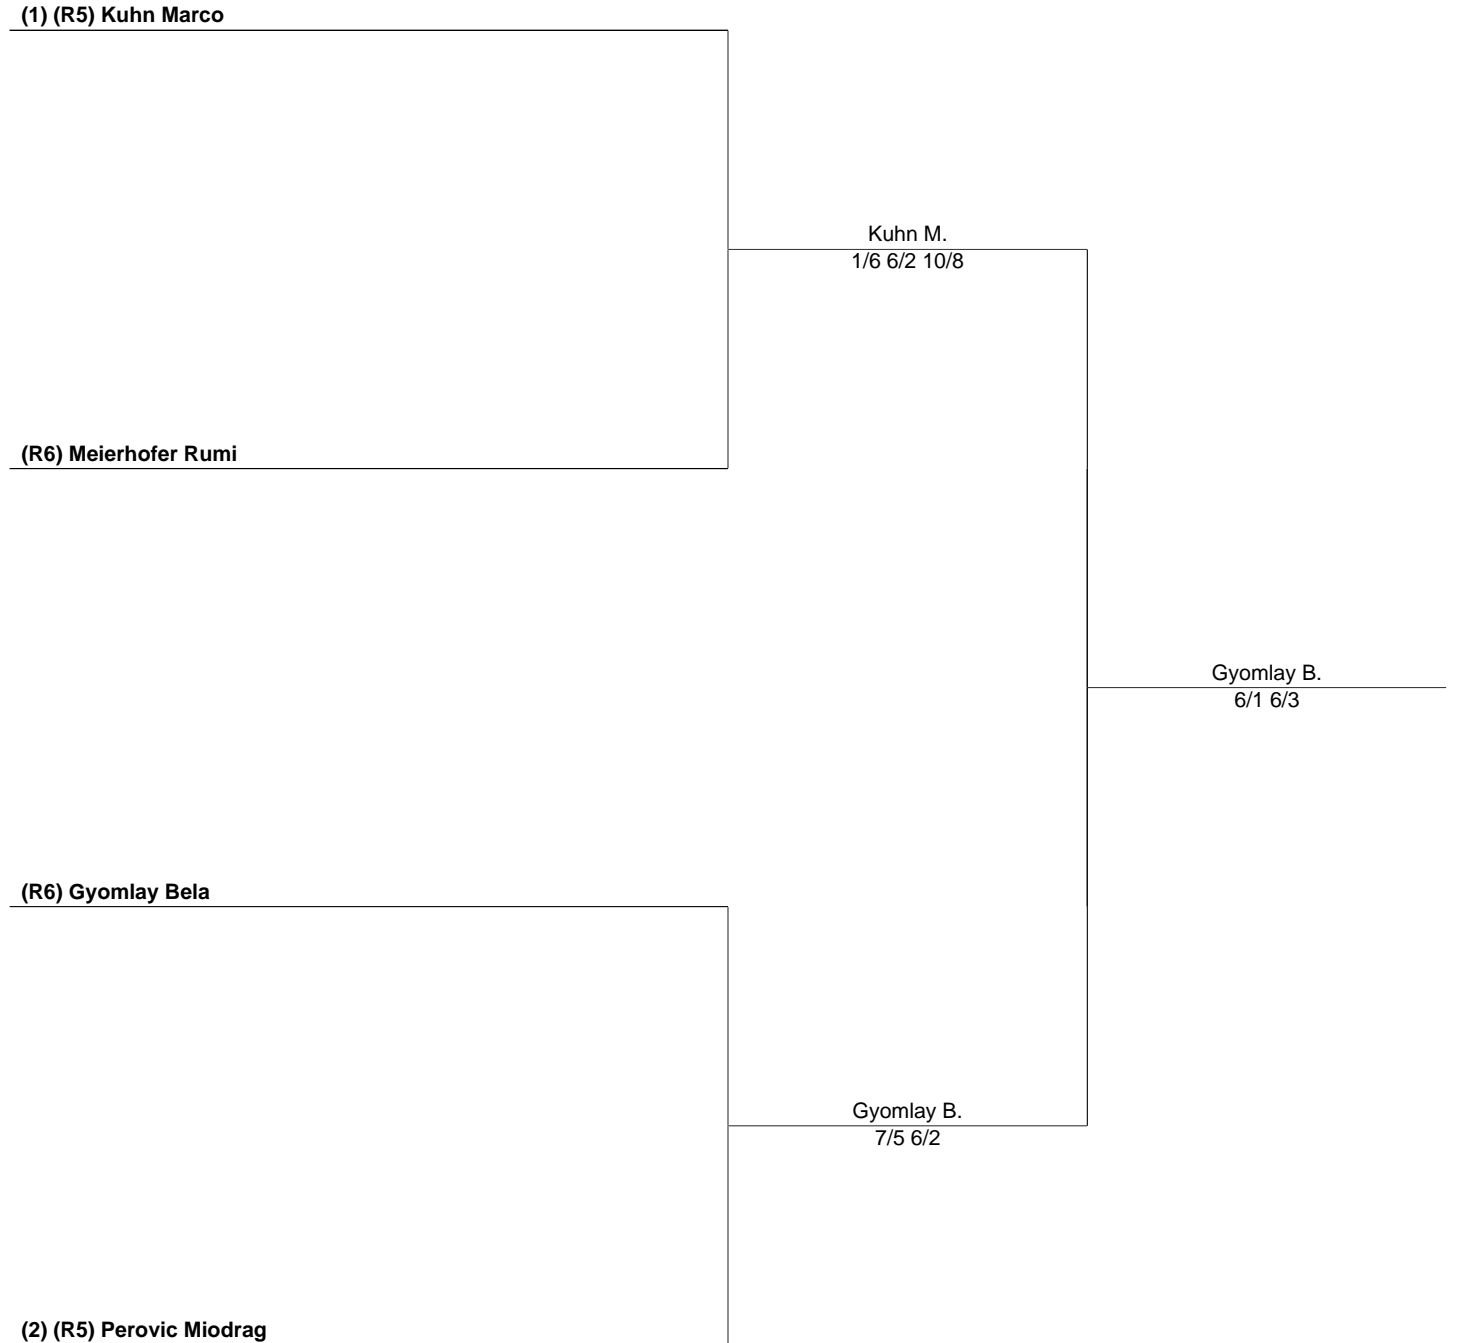 (1) (R5) Kuhn Marco
Kuhn M.
1/6 6/2 10/8
(R6) Meierhofer Rumi
Gyomlay B.
6/1 6/3
(R6) Gyomlay Bela
Gyomlay B.
7/5 6/2
(2) (R5) Perovic Miodrag